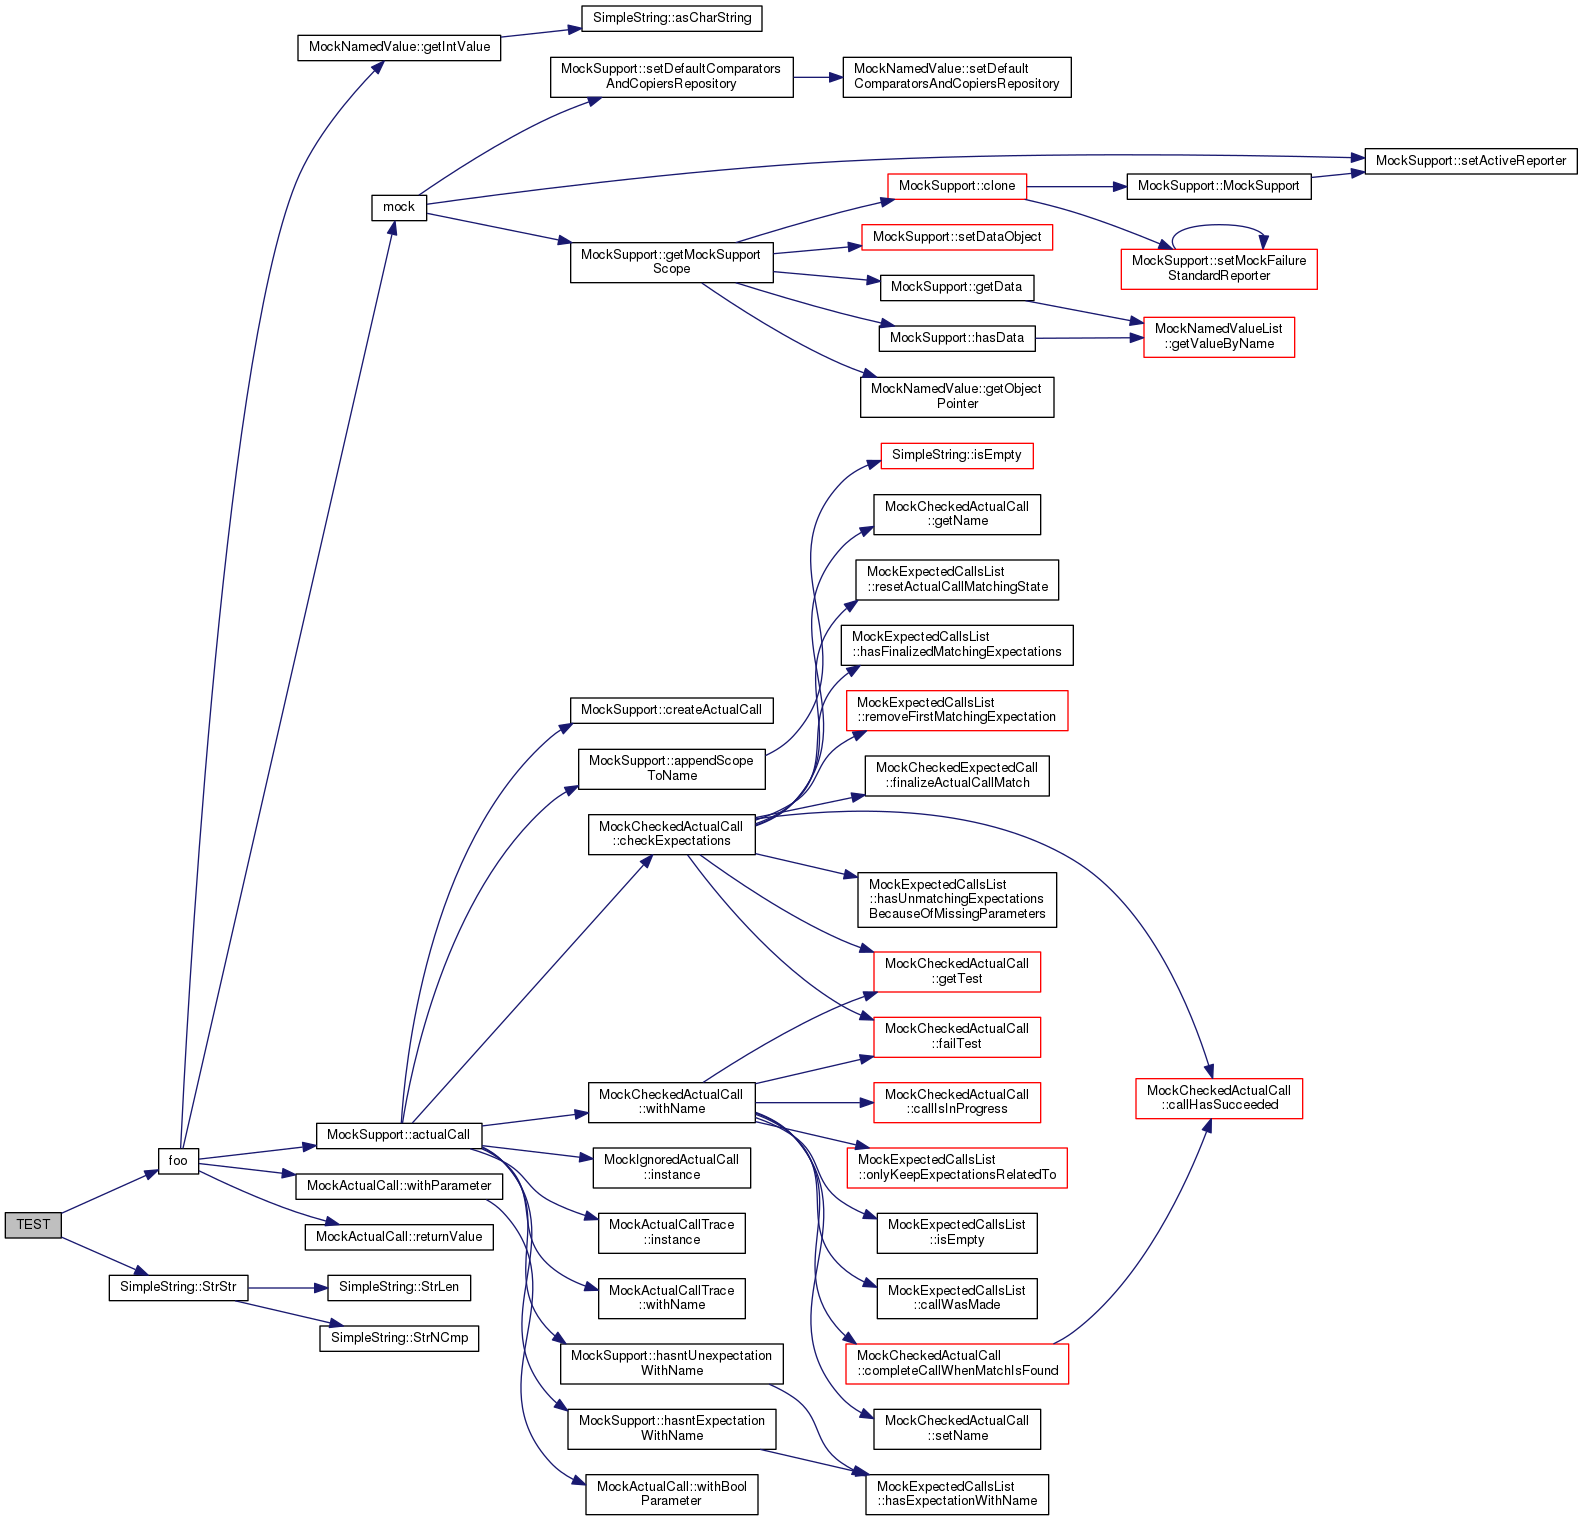 SimpleString::asCharString
MockNamedValue::getIntValue
MockSupport::setDefaultComparators
AndCopiersRepository
MockNamedValue::setDefault
ComparatorsAndCopiersRepository
MockSupport::setActiveReporter
mock
MockSupport::clone
MockSupport::MockSupport
MockSupport::setDataObject
MockSupport::getMockSupport
Scope
MockSupport::setMockFailure
StandardReporter
MockSupport::getData
MockSupport::hasData
MockNamedValueList
::getValueByName
MockNamedValue::getObject
Pointer
SimpleString::isEmpty
MockCheckedActualCall
::getName
MockExpectedCallsList
::resetActualCallMatchingState
MockExpectedCallsList
::hasFinalizedMatchingExpectations
MockSupport::createActualCall
MockExpectedCallsList
::removeFirstMatchingExpectation
MockSupport::appendScope
ToName
MockCheckedExpectedCall
::finalizeActualCallMatch
MockCheckedActualCall
::checkExpectations
MockExpectedCallsList
::hasUnmatchingExpectations
BecauseOfMissingParameters
MockCheckedActualCall
::getTest
MockCheckedActualCall
::failTest
MockCheckedActualCall
::withName
MockCheckedActualCall
::callIsInProgress
MockCheckedActualCall
::callHasSucceeded
MockSupport::actualCall
foo
MockIgnoredActualCall
::instance
MockExpectedCallsList
::onlyKeepExpectationsRelatedTo
MockActualCall::withParameter
TEST
MockActualCall::returnValue
MockActualCallTrace
::instance
MockExpectedCallsList
::isEmpty
SimpleString::StrStr
SimpleString::StrLen
MockActualCallTrace
::withName
MockExpectedCallsList
::callWasMade
SimpleString::StrNCmp
MockSupport::hasntUnexpectation
WithName
MockCheckedActualCall
::completeCallWhenMatchIsFound
MockSupport::hasntExpectation
WithName
MockCheckedActualCall
::setName
MockActualCall::withBool
Parameter
MockExpectedCallsList
::hasExpectationWithName